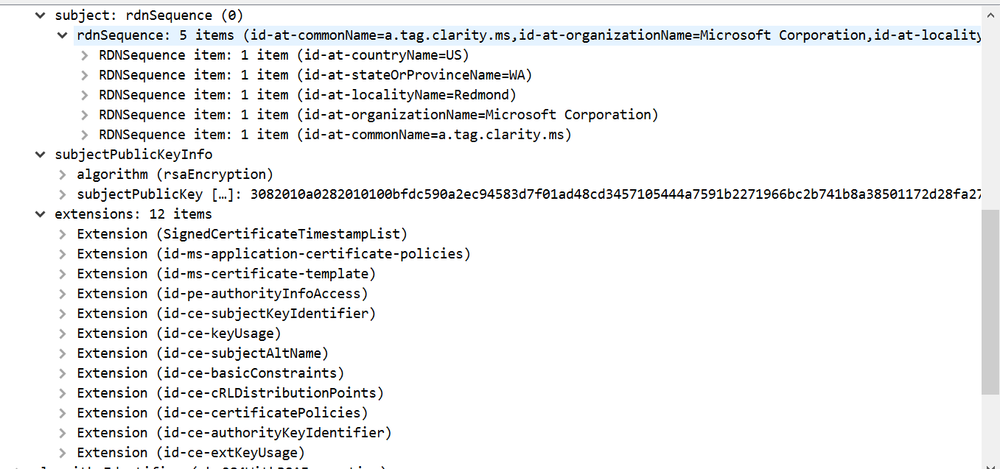 subject: rdnSequence (0)
rdnSequence: 5 items (id-at-commonName=a.tag.clarity.ms,id-at-organizationName=Microsoft Corporation,id-at-locality
RDNSequence item: 1 item (id-at-countryName=US)
RDNSequence item: 1 item (id-at-stateOrProvinceName=WA)
RDNSequence item: 1 item (id-at-localityName=Redmond)
RDNSequence item: 1 item (id-at-organizationName=Microsoft Corporation)
RDNSequence item: 1 item (id-at-commonName=a.tag.clarity.ms)
subjectPublicKeyInfo
algorithm (rsaEncryption)
subjectPublicKey […]: 3082010a0282010100bfdc590a2ec94583d7f01ad48cd3457105444a7591b2271966bc2b741b8a38501172d28fa27
extensions: 12 items
Extension (SignedCertificateTimestampList)
Extension (id-ms-application-certificate-policies)
Extension (id-ms-certificate-template)
Extension (id-pe-authorityInfoAccess)
Extension (id-ce-subjectKeyIdentifier)
Extension (id-ce-keyUsage)
Extension (id-ce-subjectAltName)
Extension (id-ce-basicConstraints)
Extension (id-ce-cRLDistributionPoints)
Extension (id-ce-certificatePolicies)
Extension (id-ce-authorityKeyIdentifier)
Extension (id-ce-extKeyUsage)